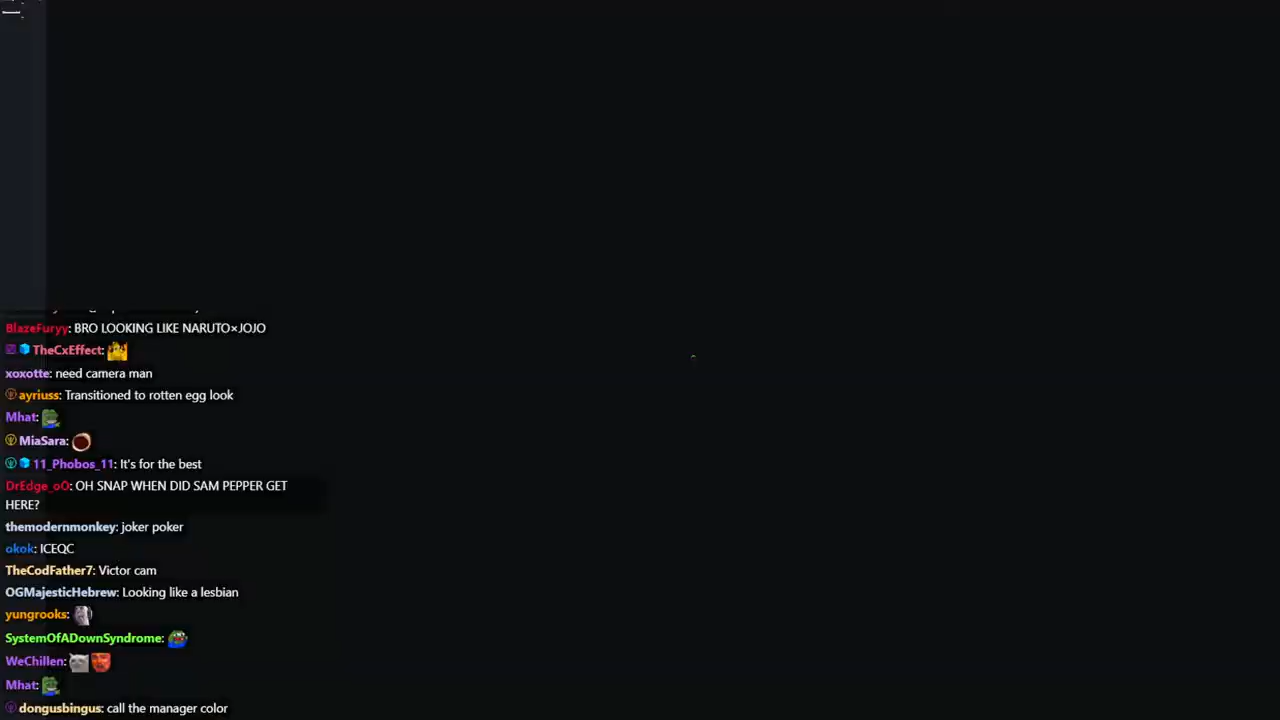 BlazeFuryy: BRO LOOKING LIKE NARUTO×JOJO
TheCxEffect:
xoxotte: need camera man
ayriuss: Transitioned to rotten egg look
Mhat:
MiaSara:
11_Phobos_11: It's for the best
DrEdge_oO: OH SNAP WHEN DID SAM PEPPER GET
HERE?
themodernmonkey: joker poker
okok: ICEQC
TheCodFather7: Victor cam
OGMajesticHebrew: Looking like a lesbian
yungrooks:
SystemOfADownSyndrome:
WeChillen:
Mhat:
dongusbingus: call the manager color